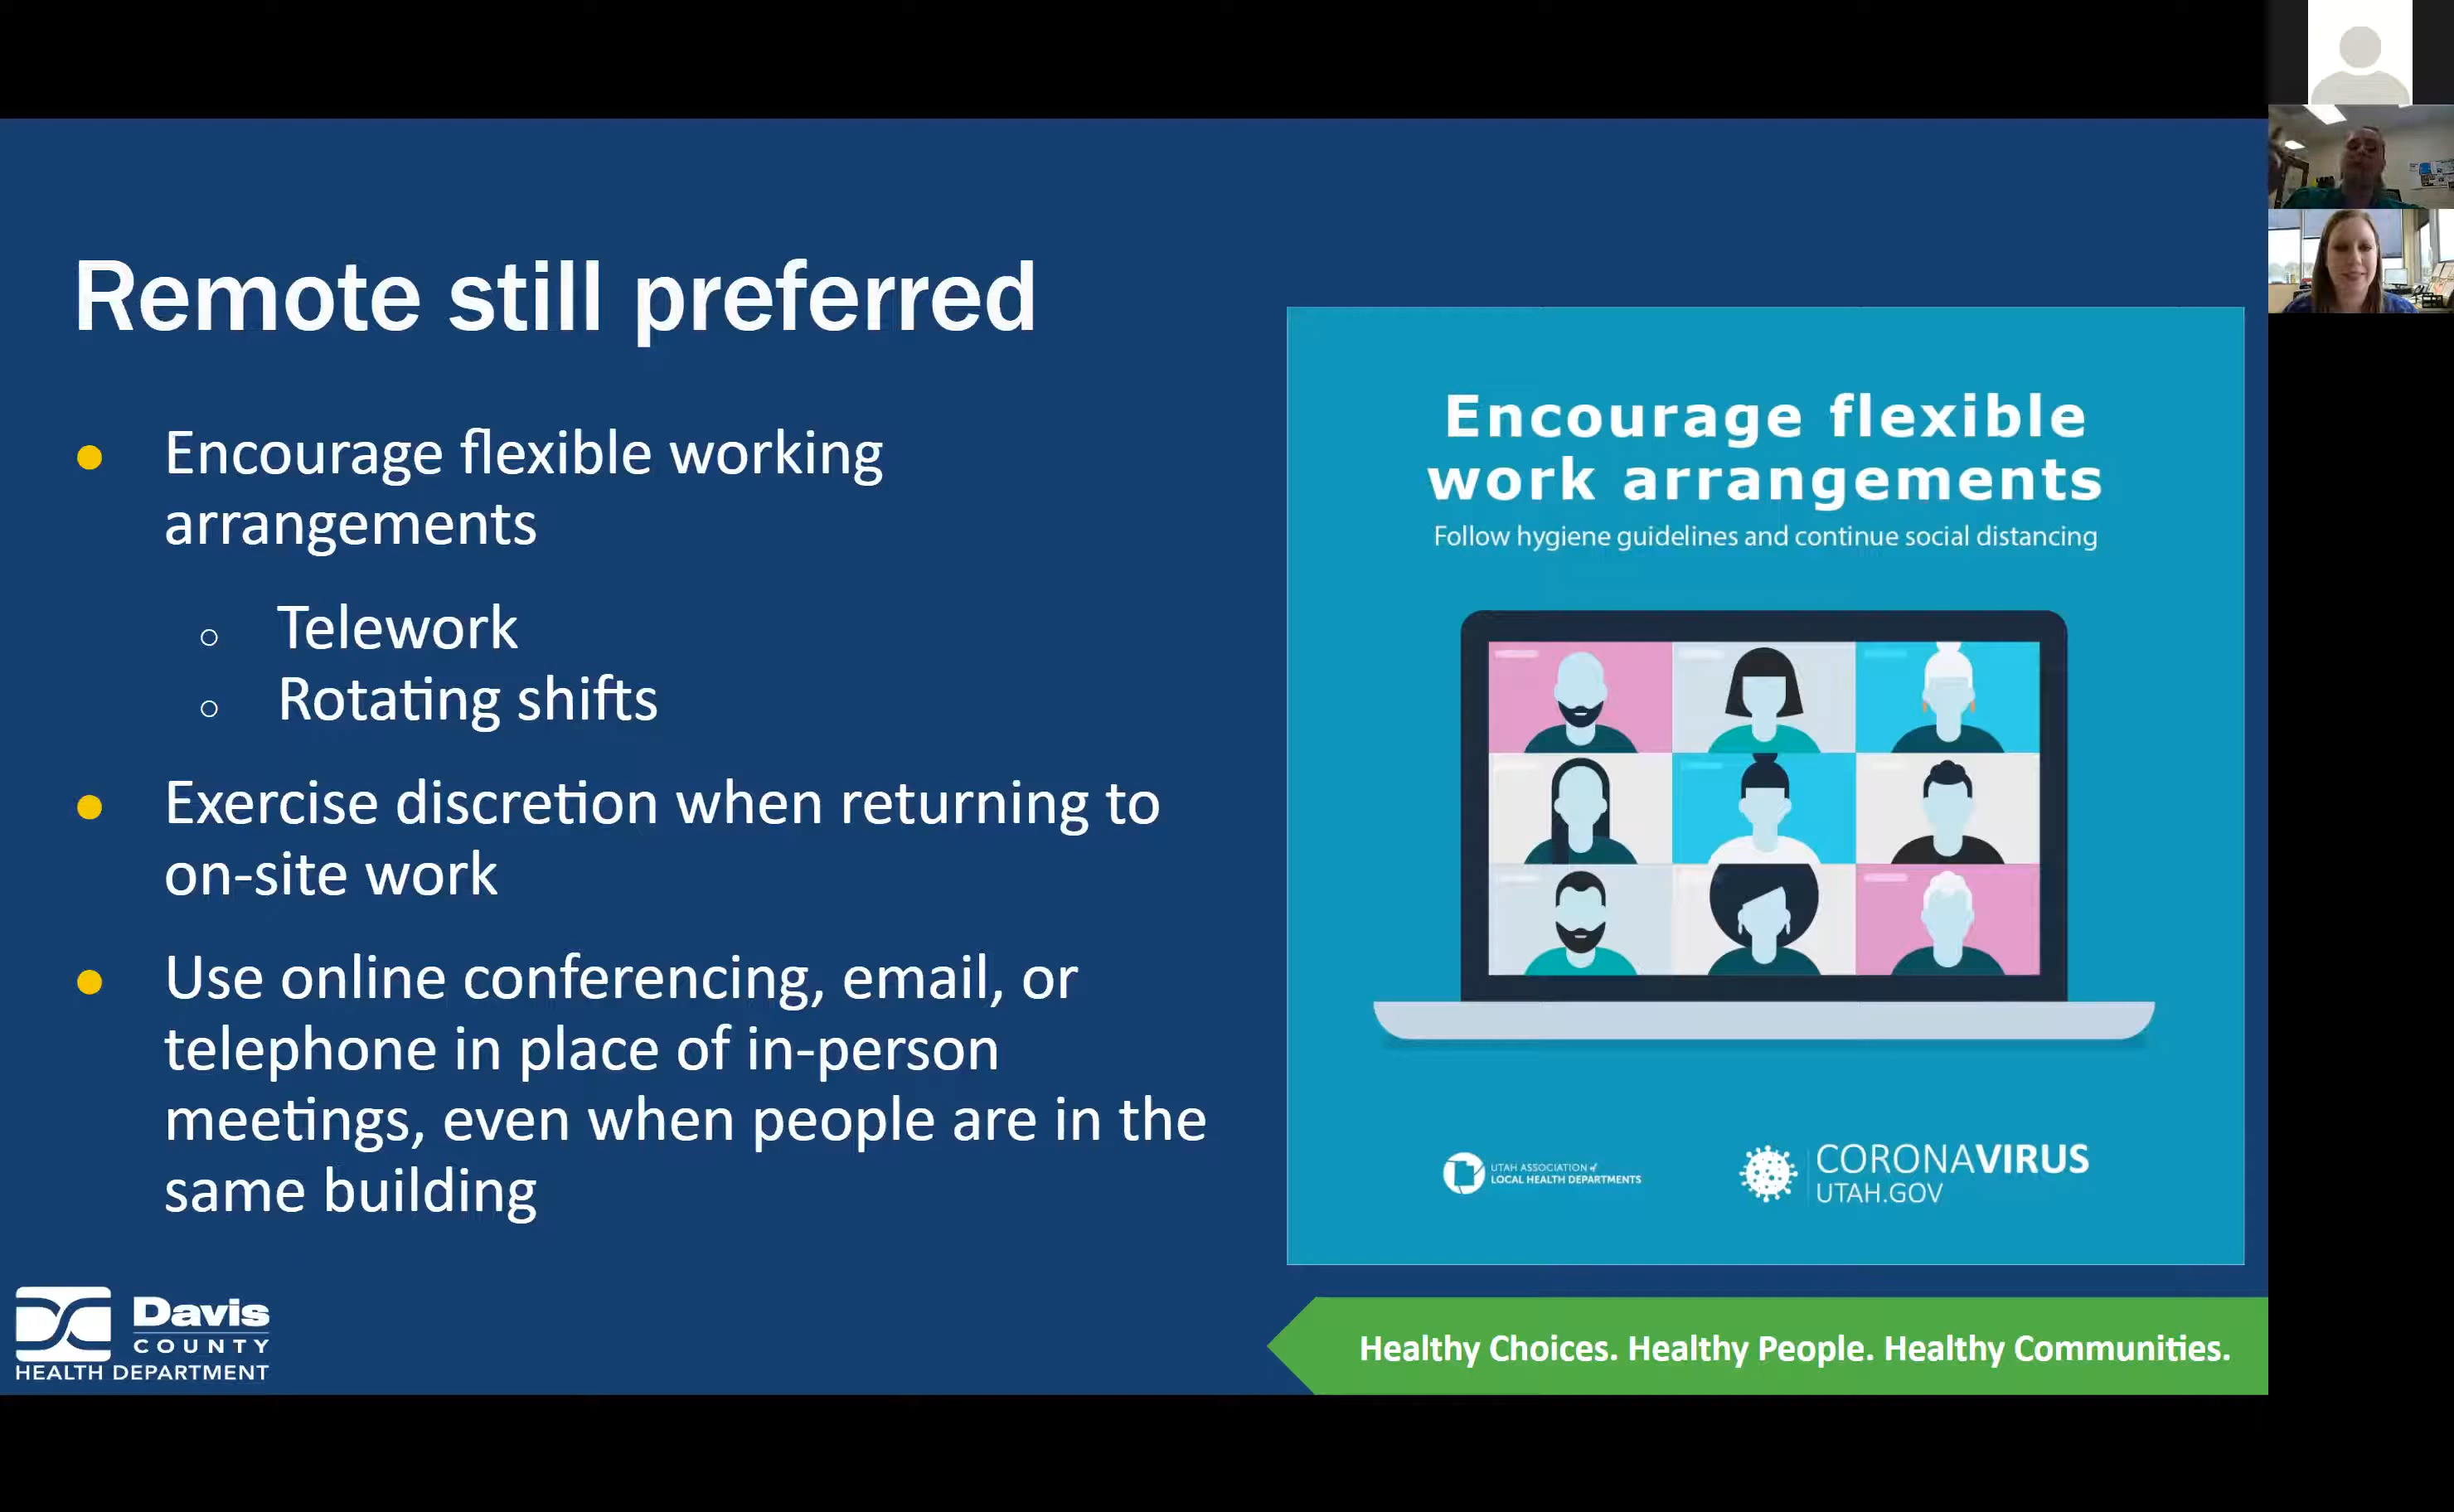 Remote still preferred
Encourage flexible working
arrangements
Telework
Rotating shifts
Exercise discretion when returning to
on-site work
Use online conferencing, email, or
telephone in place of in-person
meetings, even when people are in the
same building
Encourage flexible
work arrangements
Follow hygiene guidelines and continue social distancing
UTAH ASSOCIATION of
LOCAL HEALTH DEPARTMENTS
CORONAVIRUS
UTAH.GOV
Davis
COUNTY
HEALTH DEPARTMENT
Healthy Choices. Healthy People. Healthy Communities.